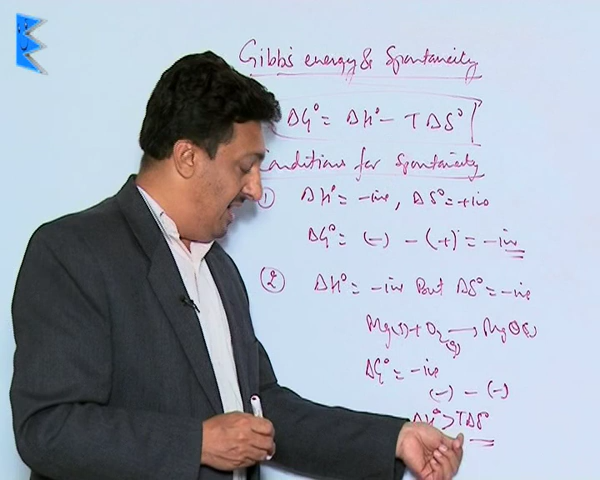 Gibbs energy & Spontaneity
ΔG° = ΔH° - TΔS°
Conditions for Spontaneity
① ΔH° = -ive, ΔS° = +ive
ΔG° = (-) - (+) = -ive
② ΔH° = -ive But ΔS° = -ive
Mg(s) + O₂(g) → MgO(s)
ΔG° = -ive
(-) - (-)
ΔH° > TΔS°